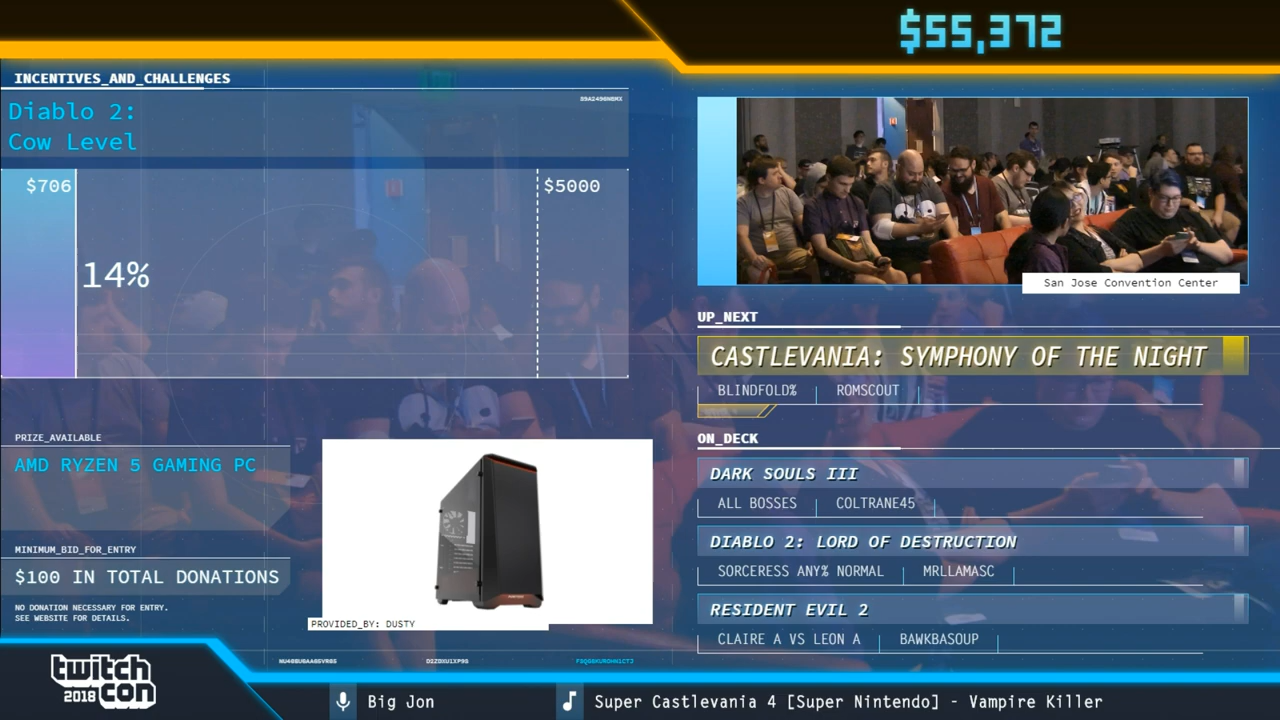 $55,372
INCENTIVES_AND_CHALLENGES
Diablo 2:
Cow Level
$706
$5000
14%
San Jose Convention Center
UP_NEXT
CASTLEVANIA: SYMPHONY OF THE NIGHT
BLINDFOLD% ROMSCOUT
ON_DECK
DARK SOULS III
ALL BOSSES COLTRANE45
DIABLO 2: LORD OF DESTRUCTION
SORCERESS ANY% NORMAL MRLLAMASC
RESIDENT EVIL 2
CLAIRE A VS LEON A BAWKBASOUP
PRIZE_AVAILABLE
AMD RYZEN 5 GAMING PC
MINIMUM_BID_FOR_ENTRY
$100 IN TOTAL DONATIONS
NO DONATION NECESSARY FOR ENTRY.
SEE WEBSITE FOR DETAILS.
PROVIDED_BY: DUSTY
twitch
2018 con
Big Jon
Super Castlevania 4 [Super Nintendo] - Vampire Killer